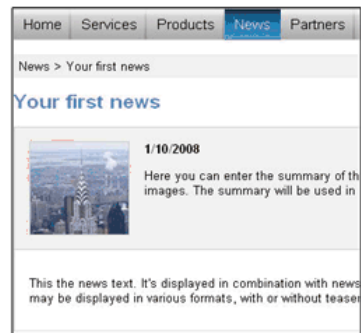 Home Services Products News Partners
News > Your first news
Your first news
1/10/2008
Here you can enter the summary of th
images. The summary will be used in
This the news text. It's displayed in combination with news
may be displayed in various formats, with or without teaser